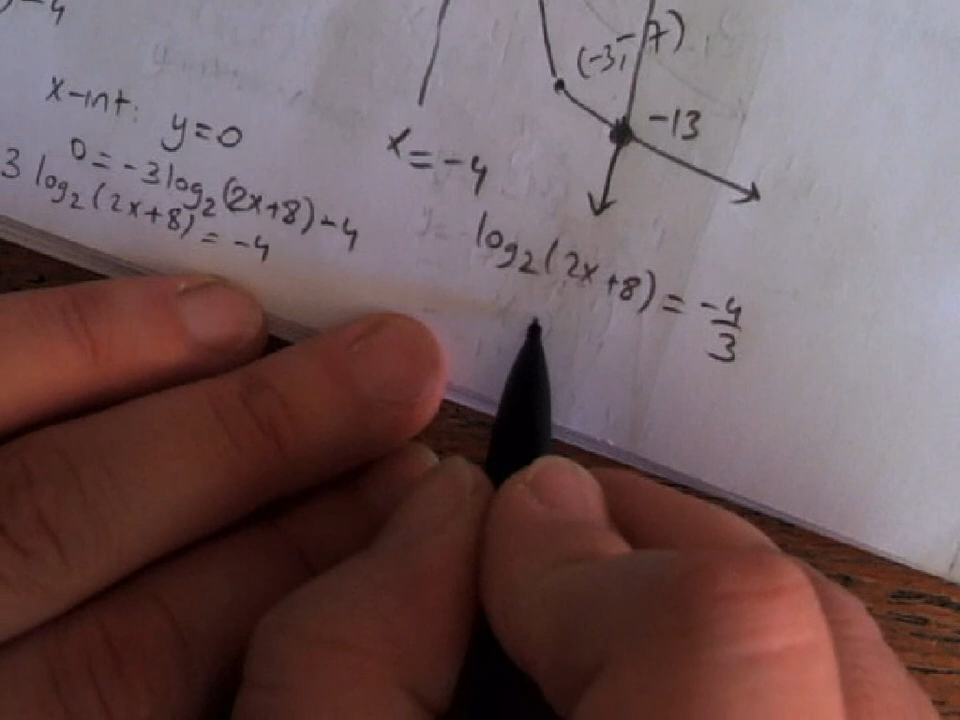 -4
(-3,-7)
-13
x=-4
x-int: y=0
0=-3log₂(2x+8)-4
3 log₂(2x+8)=-4
log₂(2x+8)=-4/3